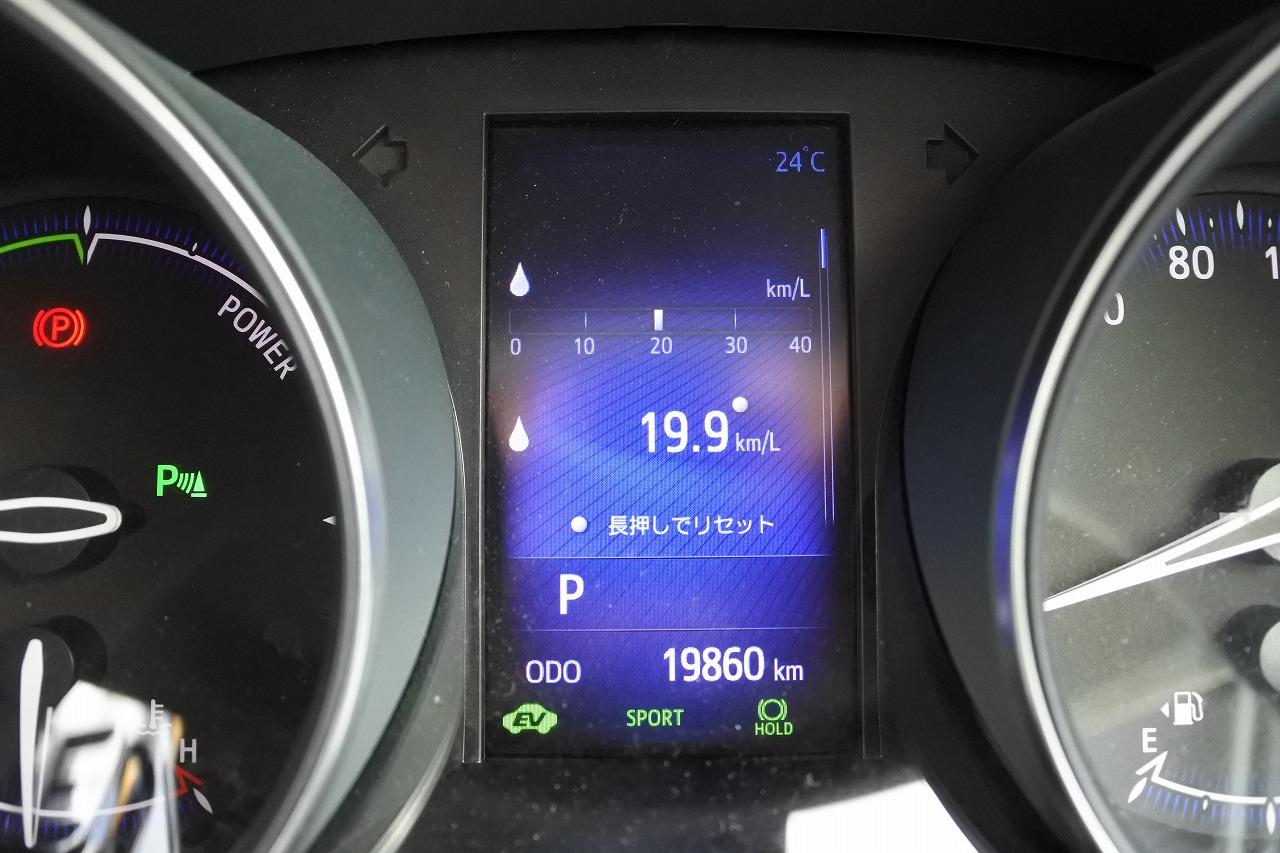 24°C
km/L
0 10 20 30 40
19.9 km/L
長押しでリセット
P
ODO 19860 km
EV SPORT HOLD
POWER
P
P
H
80
E